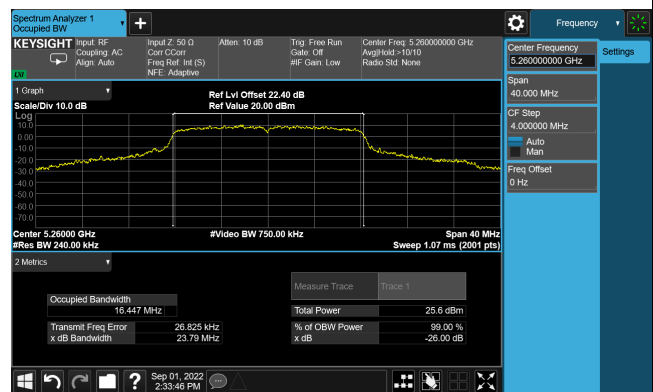 Spectrum Analyzer 1
Occupied BW
Frequency
KEYSIGHT
Input: RF
Coupling: AC
Align: Auto
Input Z: 50 Ω
Corr CCorr
Freq Ref: Int (S)
NFE: Adaptive
Atten: 10 dB
Trig: Free Run
Gate: Off
#IF Gain: Low
Center Freq: 5.260000000 GHz
Avg|Hold:>10/10
Radio Std: None
Center Frequency
5.260000000 GHz
Settings
Span
40.000 MHz
CF Step
4.000000 MHz
Auto
Man
Freq Offset
0 Hz
1 Graph
Scale/Div 10.0 dB
Ref Lvl Offset 22.40 dB
Ref Value 20.00 dBm
Log
10.0
0.00
-10.0
-20.0
-30.0
-40.0
-50.0
-60.0
-70.0
Center 5.26000 GHz
#Video BW 750.00 kHz
Span 40 MHz
#Res BW 240.00 kHz
Sweep 1.07 ms (2001 pts)
2 Metrics
Measure Trace
Trace 1
Occupied Bandwidth
16.447 MHz
Total Power
25.6 dBm
Transmit Freq Error
26.825 kHz
% of OBW Power
99.00 %
x dB Bandwidth
23.79 MHz
x dB
-26.00 dB
?
Sep 01, 2022
2:33:46 PM